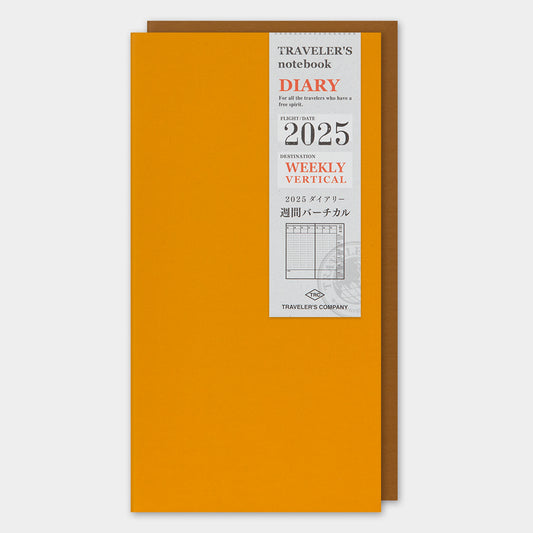 TRAVELER'S
notebook
DIARY
For all the travelers who have a
free spirit.
FLIGHT/DATE
2025
DESTINATION
WEEKLY
VERTICAL
2025 ダイアリー
週間バーチカル
TRC
TRAVELER'S COMPANY